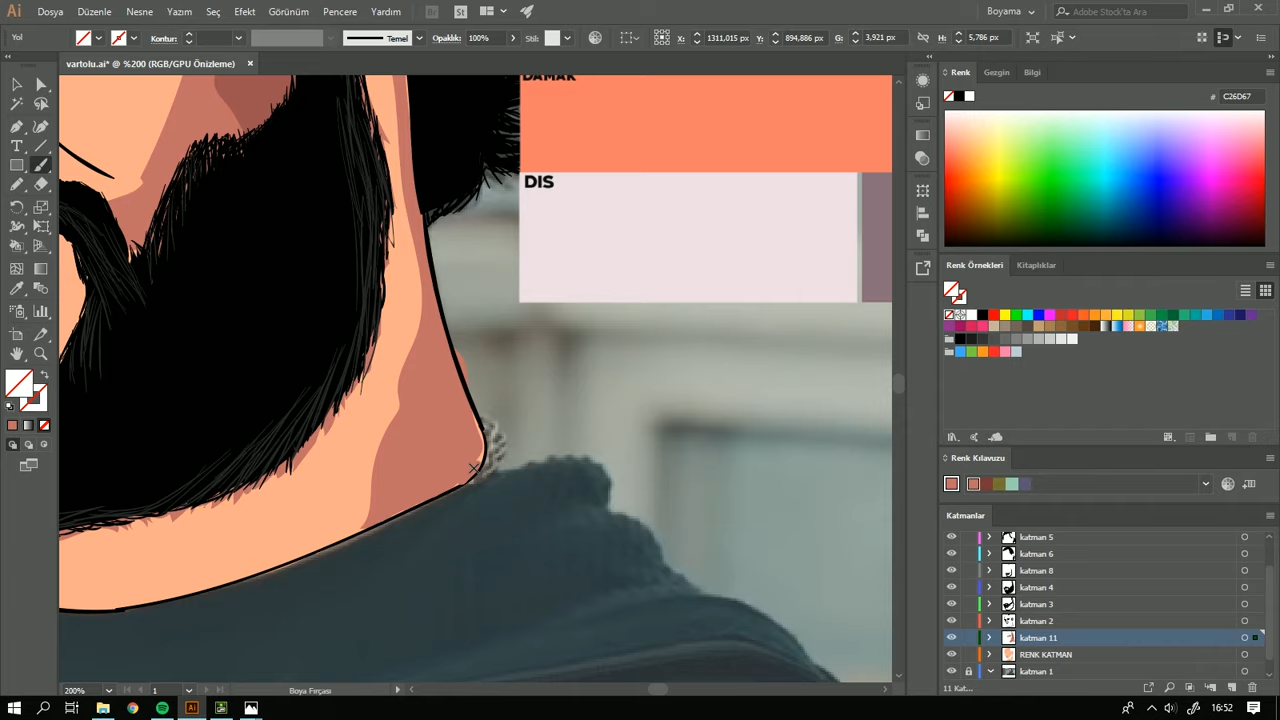 Ai Dosya Düzenle Nesne Yazım Seç Efekt Görünüm Pencere Yardım Br St Boyama Adobe Stock'ta Ara
Yol Kontur: Temel Opaklık: 100% Stil: X: 1311,015 px Y: 894,886 px G: 3,921 px H: 5,786 px
vartolu.ai* @ %200 (RGB/GPU Önizleme) ×
DAMAK
DIS
Renk Gezgin Bilgi
# C26D67
Renk Örnekleri Kitaplıklar
Renk Kılavuzu
Katmanlar
katman 5
katman 6
katman 8
katman 4
katman 3
katman 2
katman 11
RENK KATMAN
katman 1
11 Kat...
200% 1 Boya Fırçası
16:52